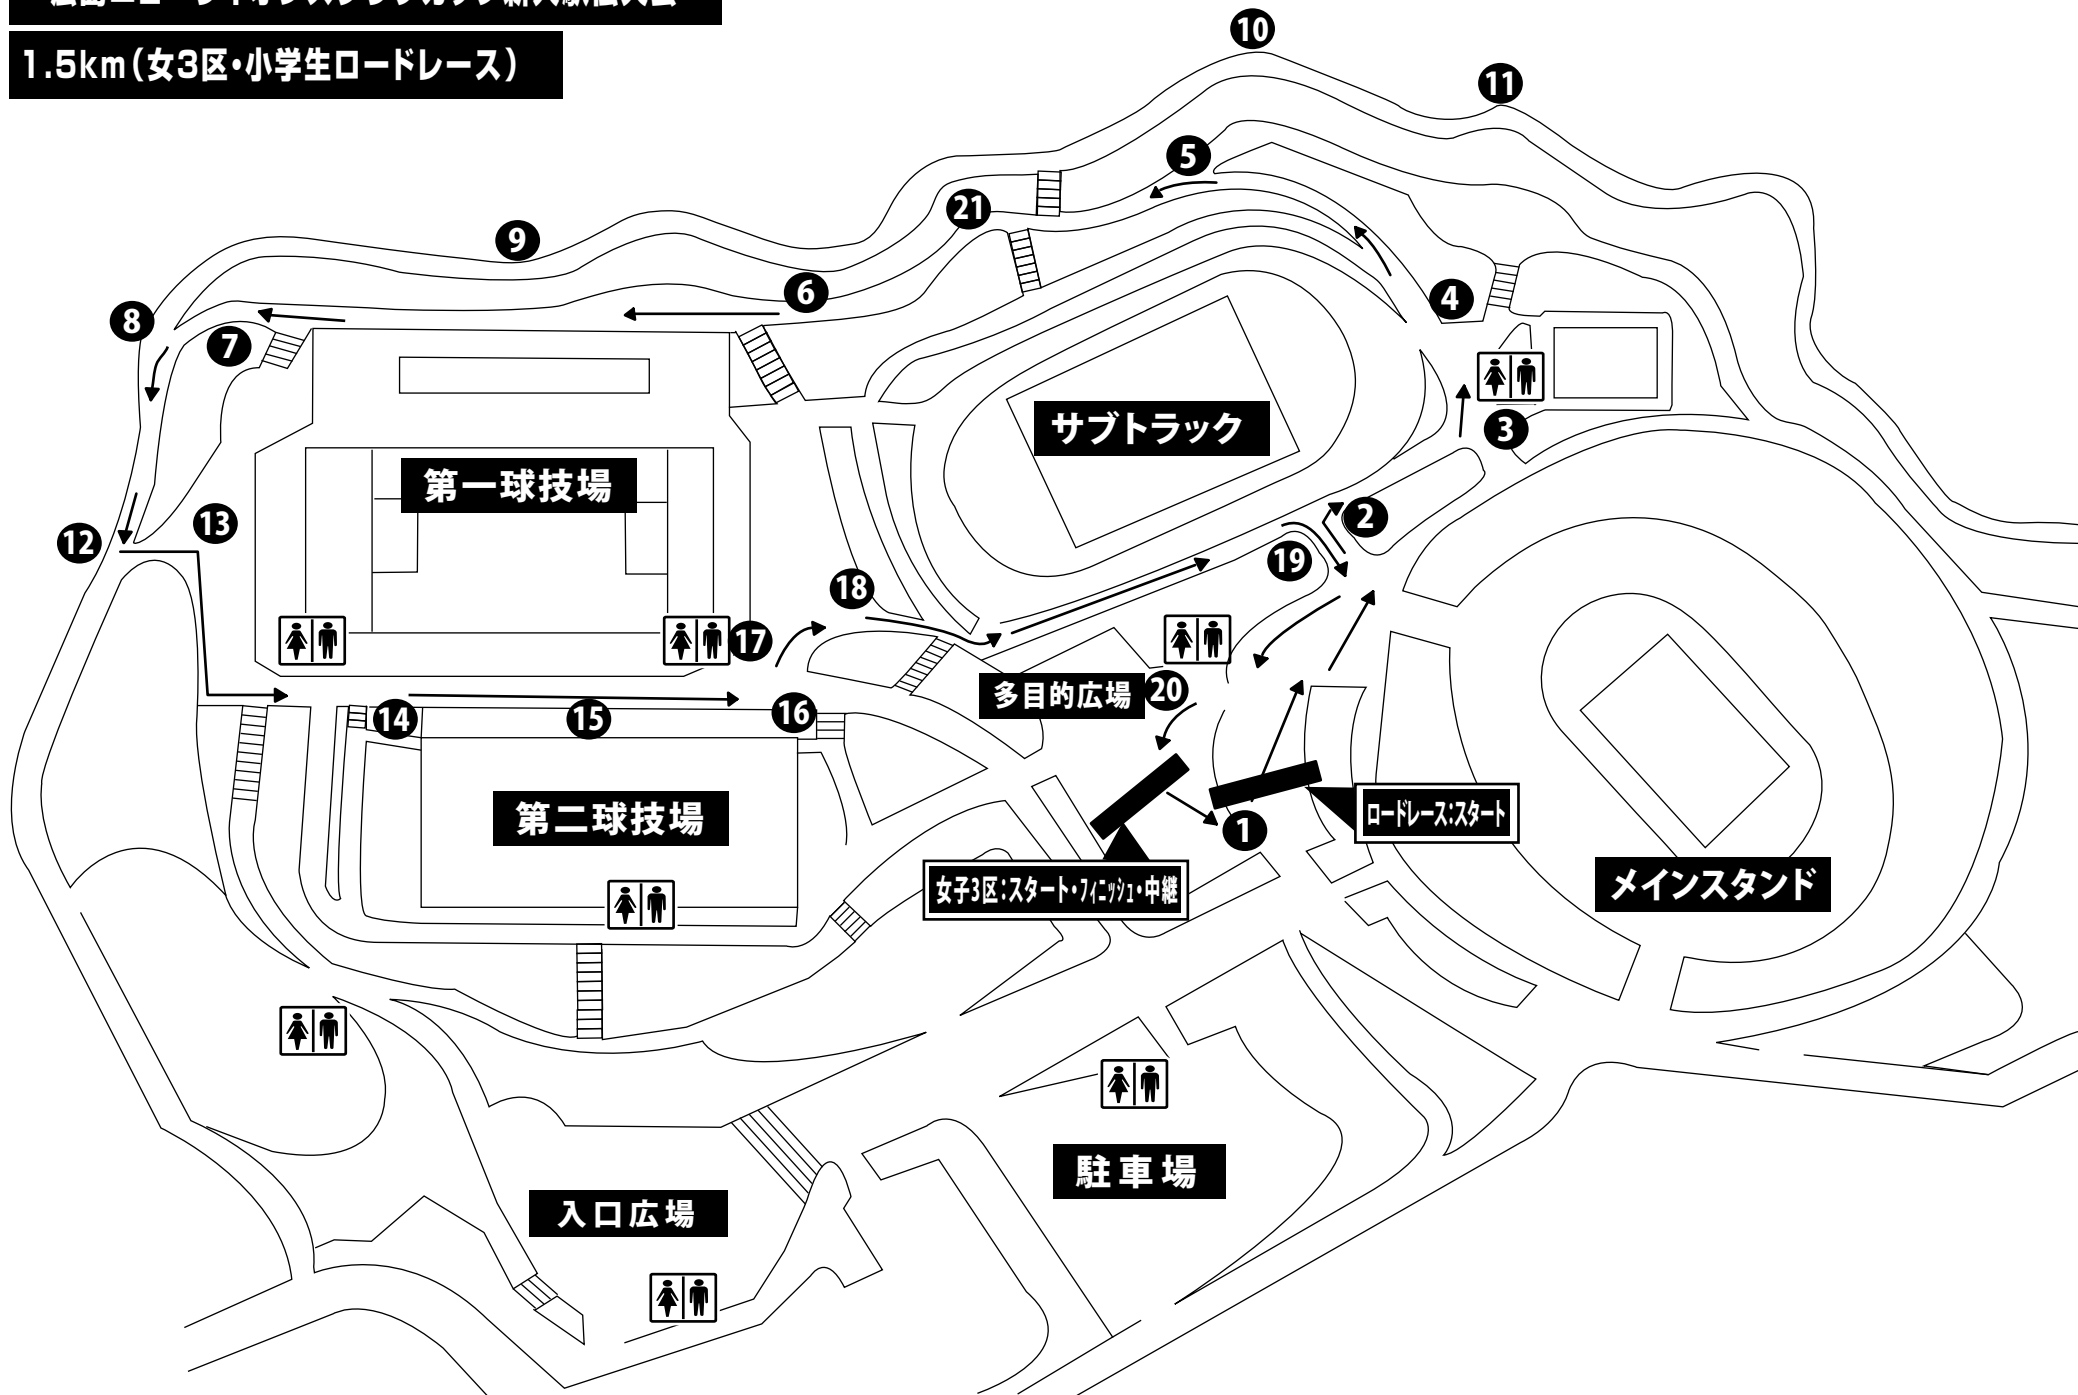 1.5km(女3区・小学生ロードレース)
10
11
5
21
9
6
8
7
4
3
サブトラック
第一球技場
2
13
12
19
18
17
多目的広場
20
14
15
16
1
ロードレース:スタート
第二球技場
女子3区:スタート・フィニッシュ・中継
メインスタンド
駐車場
入口広場